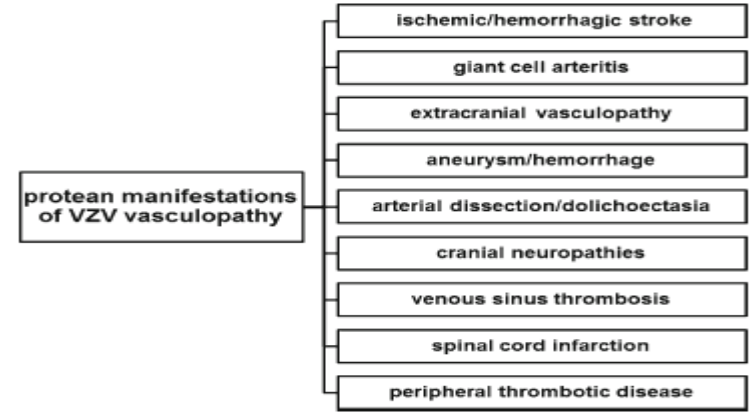 protean manifestations
of VZV vasculopathy
ischemic/hemorrhagic stroke
giant cell arteritis
extracranial vasculopathy
aneurysm/hemorrhage
arterial dissection/dolichoectasia
cranial neuropathies
venous sinus thrombosis
spinal cord infarction
peripheral thrombotic disease